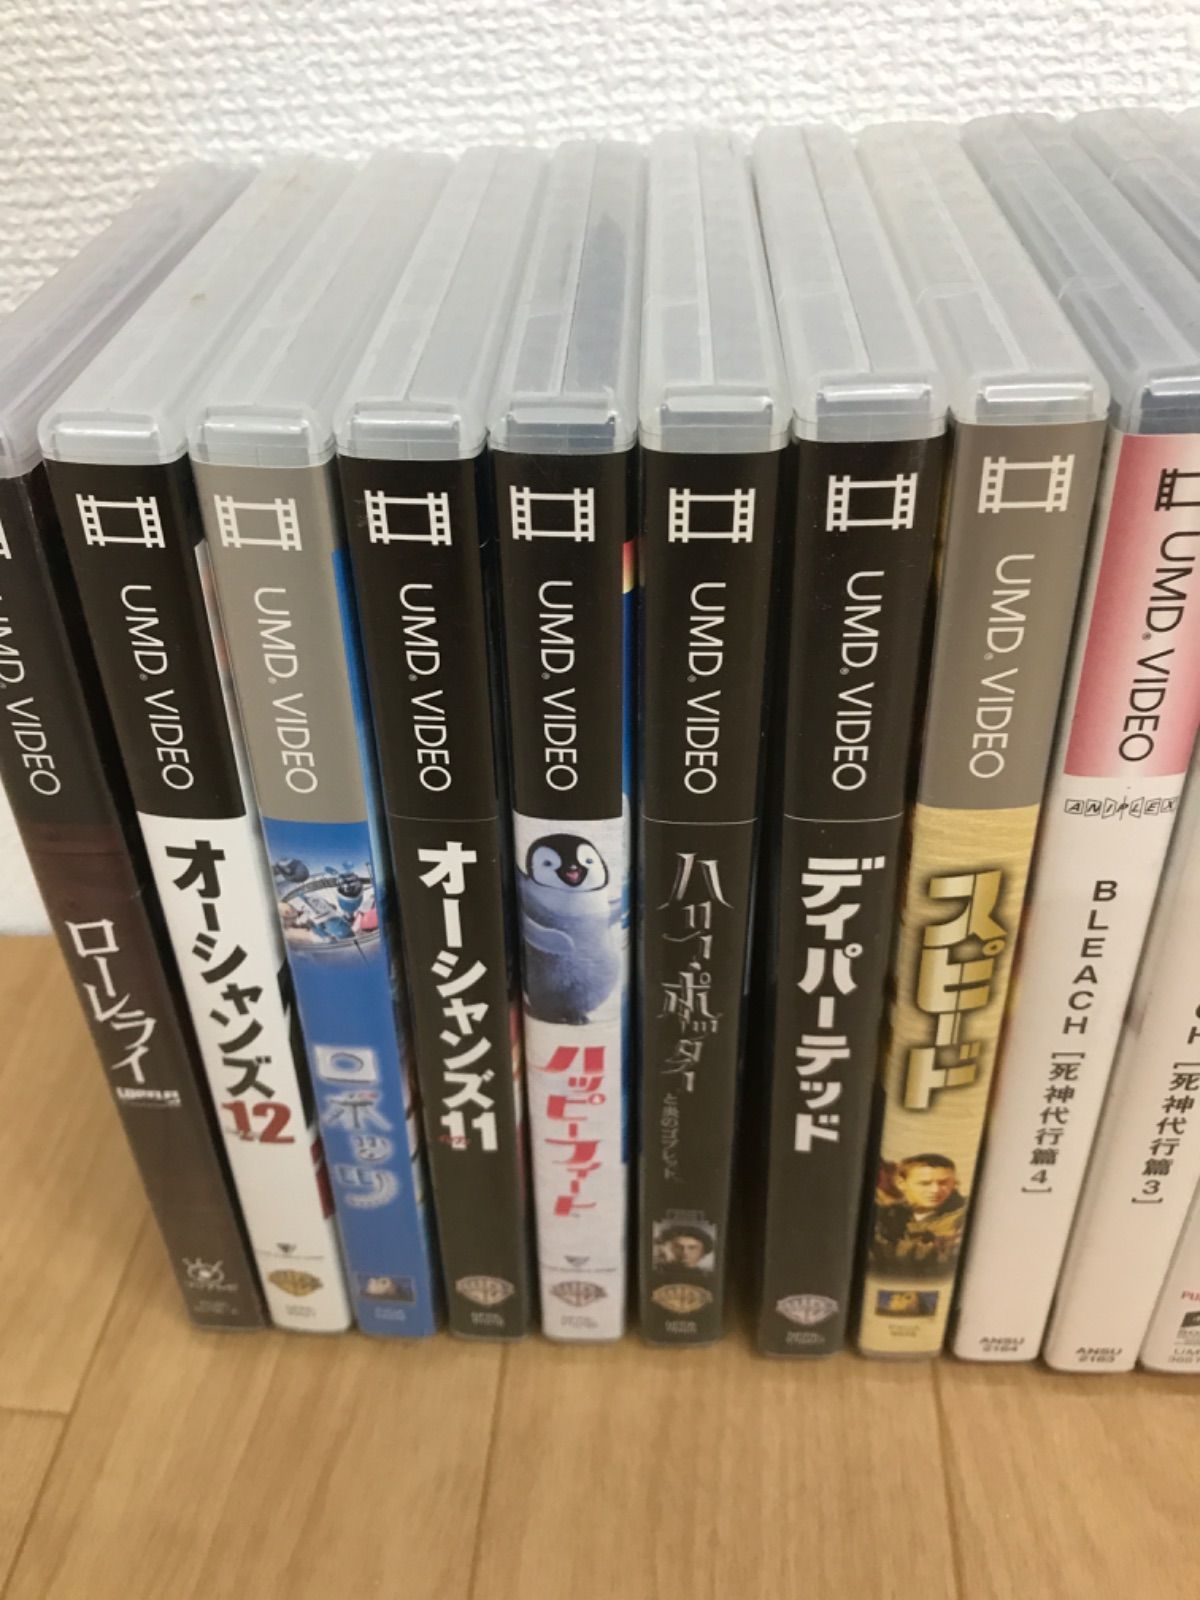 UMD VIDEO
ローレライ
UMD® VIDEO
オーシャンズ12
UMD® VIDEO
ロボッツ
UMD® VIDEO
オーシャンズ11
UMD® VIDEO
ハッピーフィート
UMD® VIDEO
ハリー・ポッター
と炎のゴブレット
UMD® VIDEO
ディパーテッド
UMD® VIDEO
スピード
UMD® VIDEO
ANIPLEX
BLEACH［死神代行篇4］
ANSU
2164
［死神代行篇3］
ANSU
2163